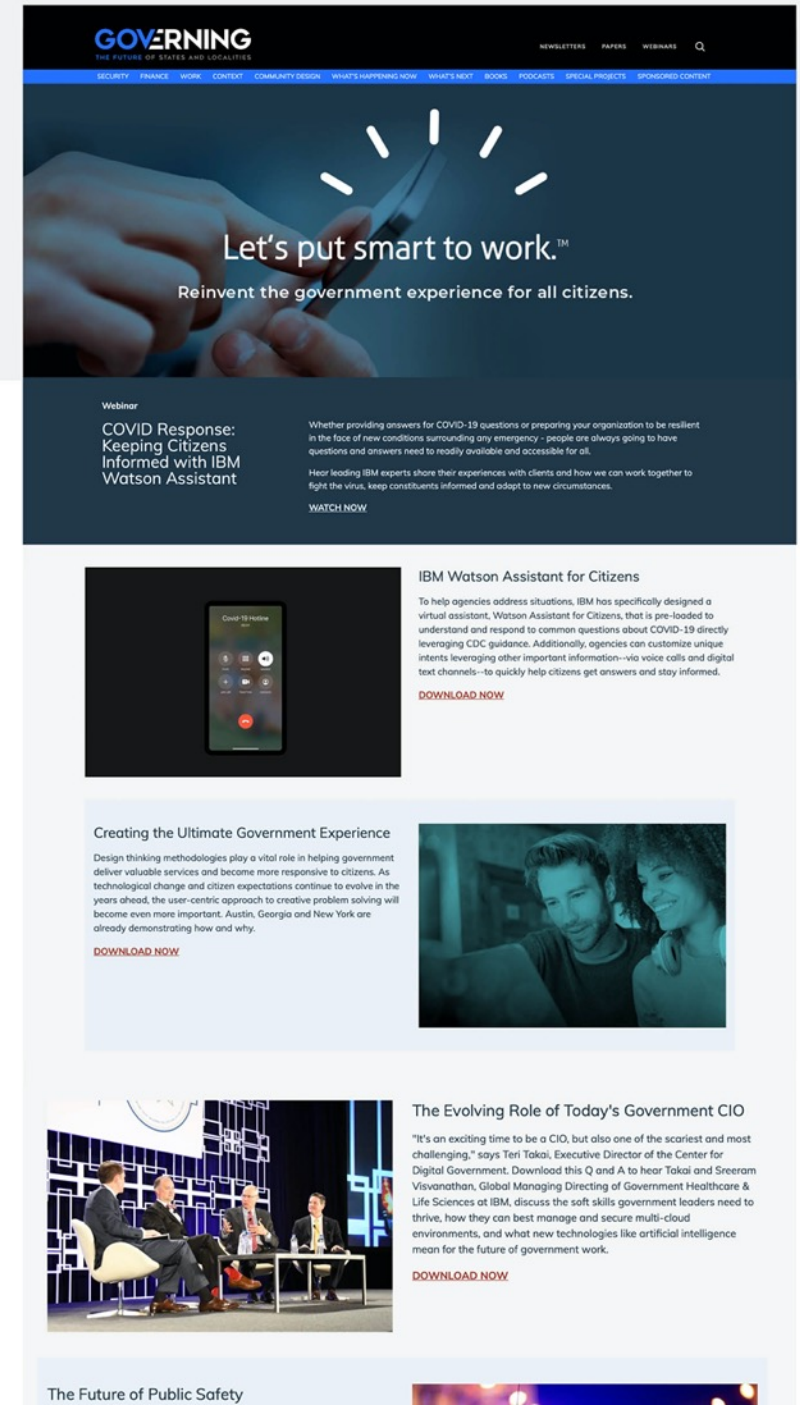 GOVERNING
THE FUTURE OF STATES AND LOCALITIES
NEWSLETTERS PAPERS WEBINARS
SECURITY FINANCE WORK CONTEXT COMMUNITY DESIGN WHAT'S HAPPENING NOW WHAT'S NEXT BOOKS PODCASTS SPECIAL PROJECTS SPONSORED CONTENT
Let's put smart to work.™
Reinvent the government experience for all citizens.
Webinar
COVID Response:
Keeping Citizens
Informed with IBM
Watson Assistant
Whether providing answers for COVID-19 questions or preparing your organization to be resilient
in the face of new conditions surrounding any emergency - people are always going to have
questions and answers need to readily available and accessible for all.
Hear leading IBM experts share their experiences with clients and how we can work together to
fight the virus, keep constituents informed and adapt to new circumstances.
WATCH NOW
Covid-19 Hotline
IBM Watson Assistant for Citizens
To help agencies address situations, IBM has specifically designed a
virtual assistant, Watson Assistant for Citizens, that is pre-loaded to
understand and respond to common questions about COVID-19 directly
leveraging CDC guidance. Additionally, agencies can customize unique
intents leveraging other important information--via voice calls and digital
text channels--to quickly help citizens get answers and stay informed.
DOWNLOAD NOW
Creating the Ultimate Government Experience
Design thinking methodologies play a vital role in helping government
deliver valuable services and become more responsive to citizens. As
technological change and citizen expectations continue to evolve in the
years ahead, the user-centric approach to creative problem solving will
become even more important. Austin, Georgia and New York are
already demonstrating how and why.
DOWNLOAD NOW
The Evolving Role of Today's Government CIO
"It's an exciting time to be a CIO, but also one of the scariest and most
challenging," says Teri Takai, Executive Director of the Center for
Digital Government. Download this Q and A to hear Takai and Sreeram
Visvanathan, Global Managing Directing of Government Healthcare &
Life Sciences at IBM, discuss the soft skills government leaders need to
thrive, how they can best manage and secure multi-cloud
environments, and what new technologies like artificial intelligence
mean for the future of government work.
DOWNLOAD NOW
The Future of Public Safety